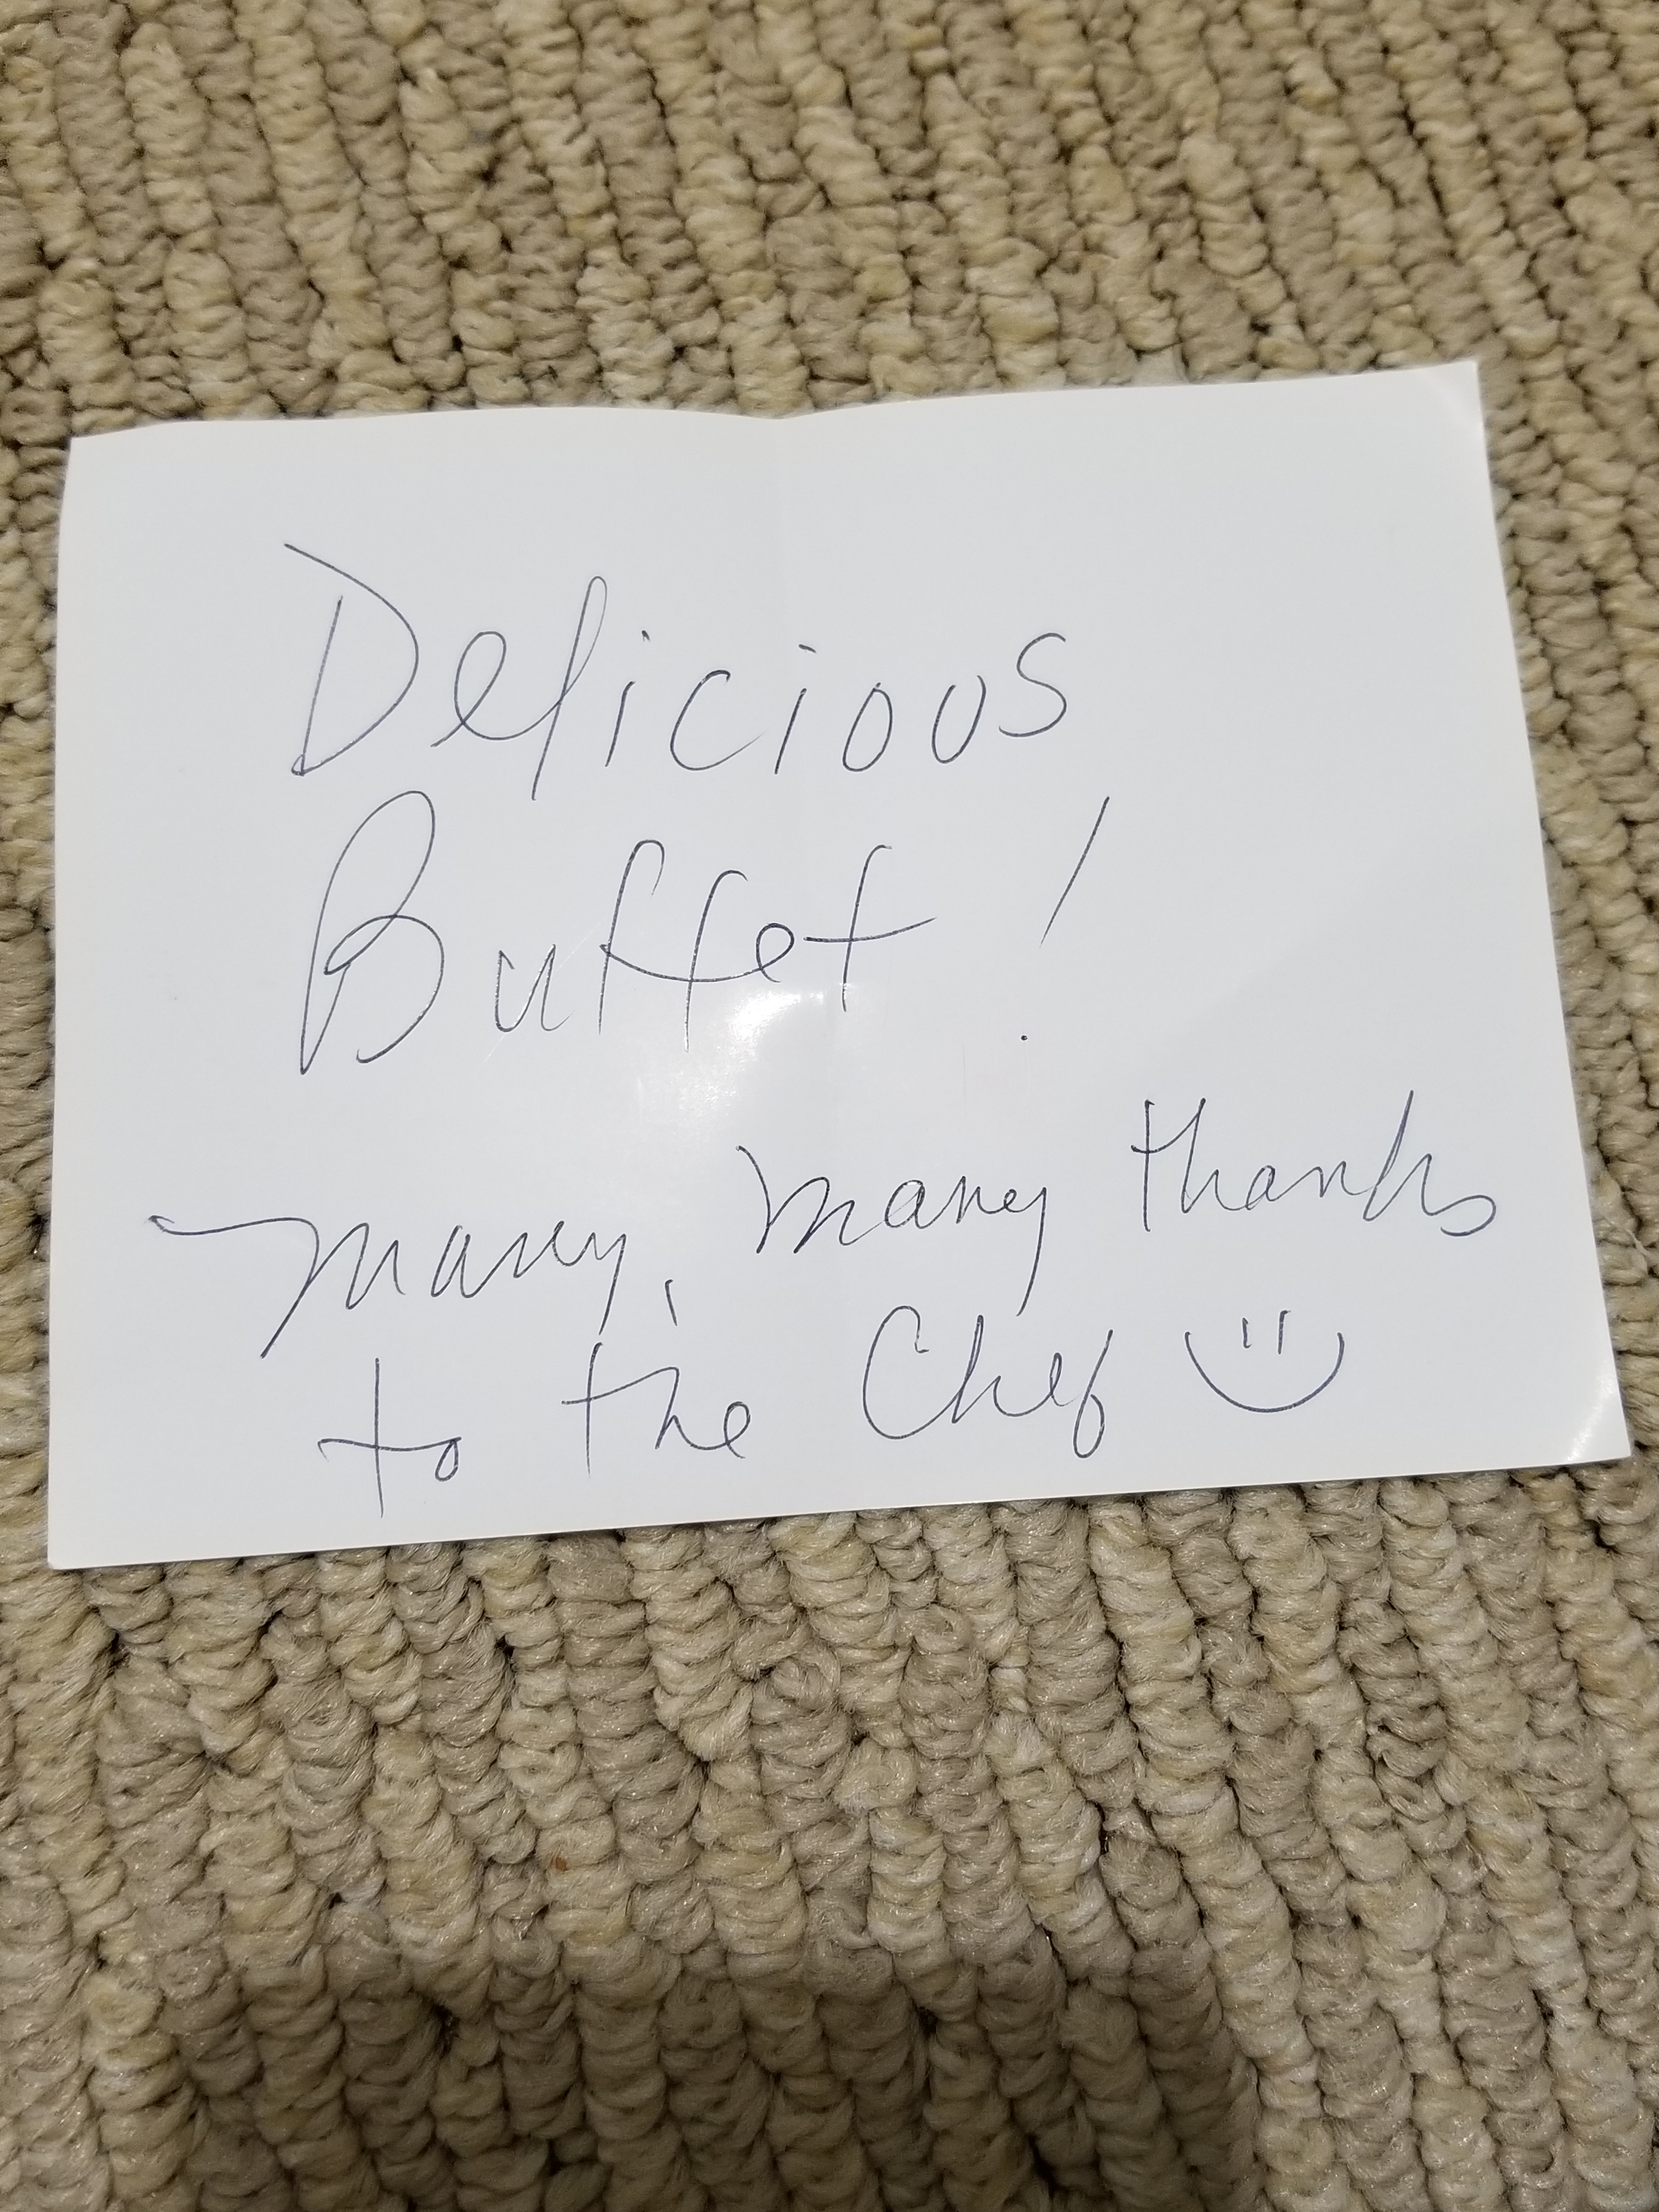 Delicious
Buffet!
Many, many thanks
to the Chef